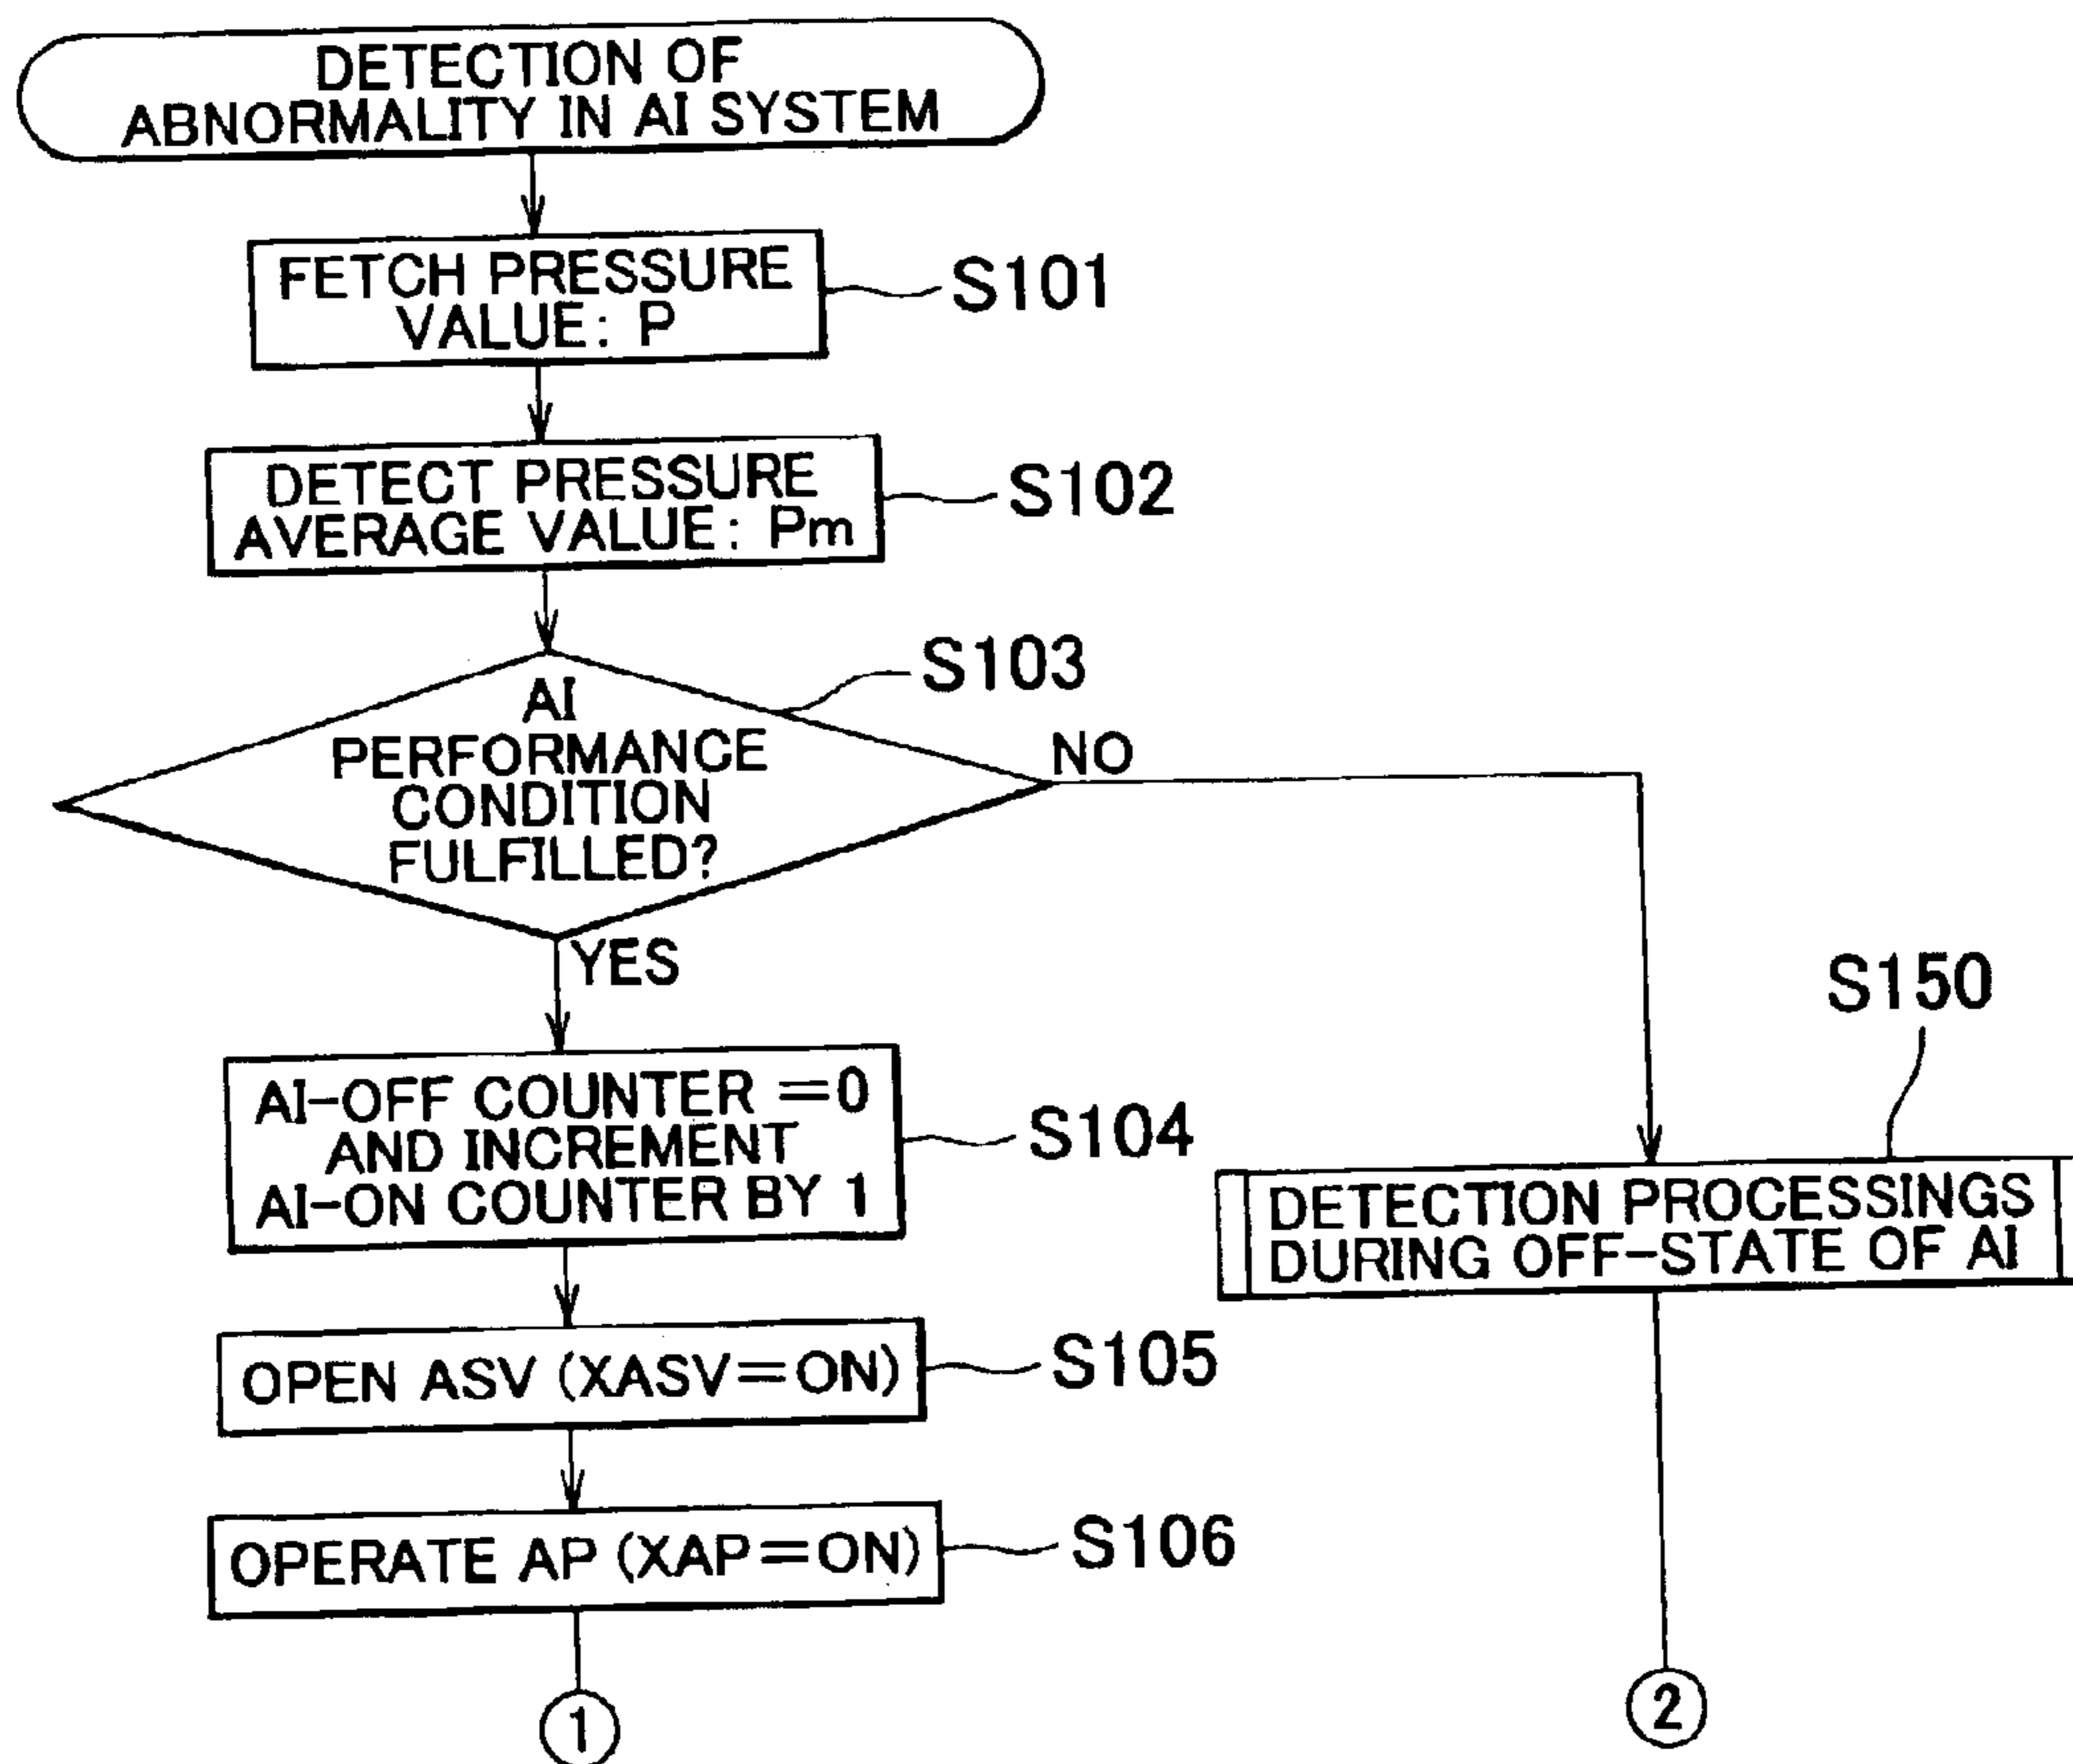 DETECTION OF
ABNORMALITY IN AI SYSTEM
FETCH PRESSURE
VALUE: P
S101
DETECT PRESSURE
AVERAGE VALUE: Pm
S102
S103
AI
PERFORMANCE
CONDITION
FULFILLED?
NO
YES
S150
AI-OFF COUNTER =0
AND INCREMENT
AI-ON COUNTER BY 1
S104
DETECTION PROCESSINGS
DURING OFF-STATE OF AI
OPEN ASV (XASV=ON)
S105
OPERATE AP (XAP=ON)
S106
1
2